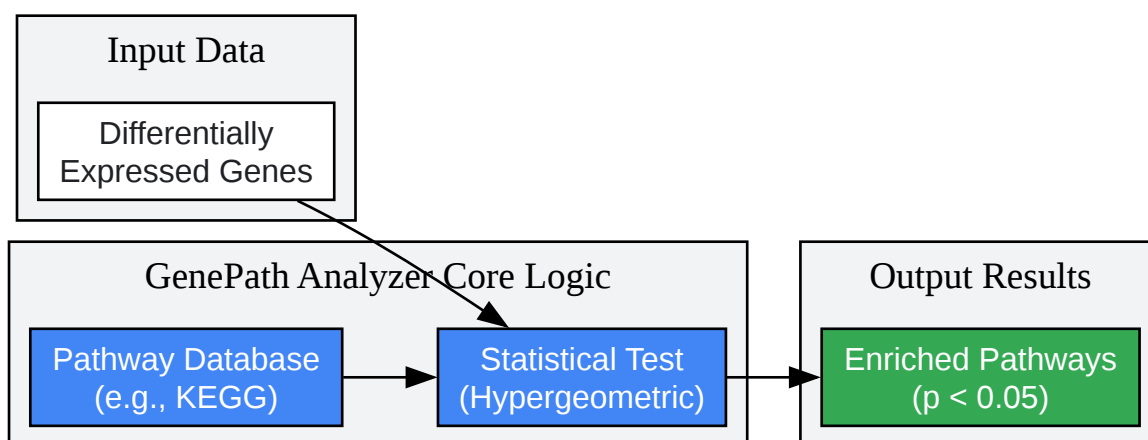 Input Data
Differentially
Expressed Genes
GenePath Analyzer Core Logic
Pathway Database
(e.g., KEGG)
Statistical Test
(Hypergeometric)
Output Results
Enriched Pathways
(p < 0.05)